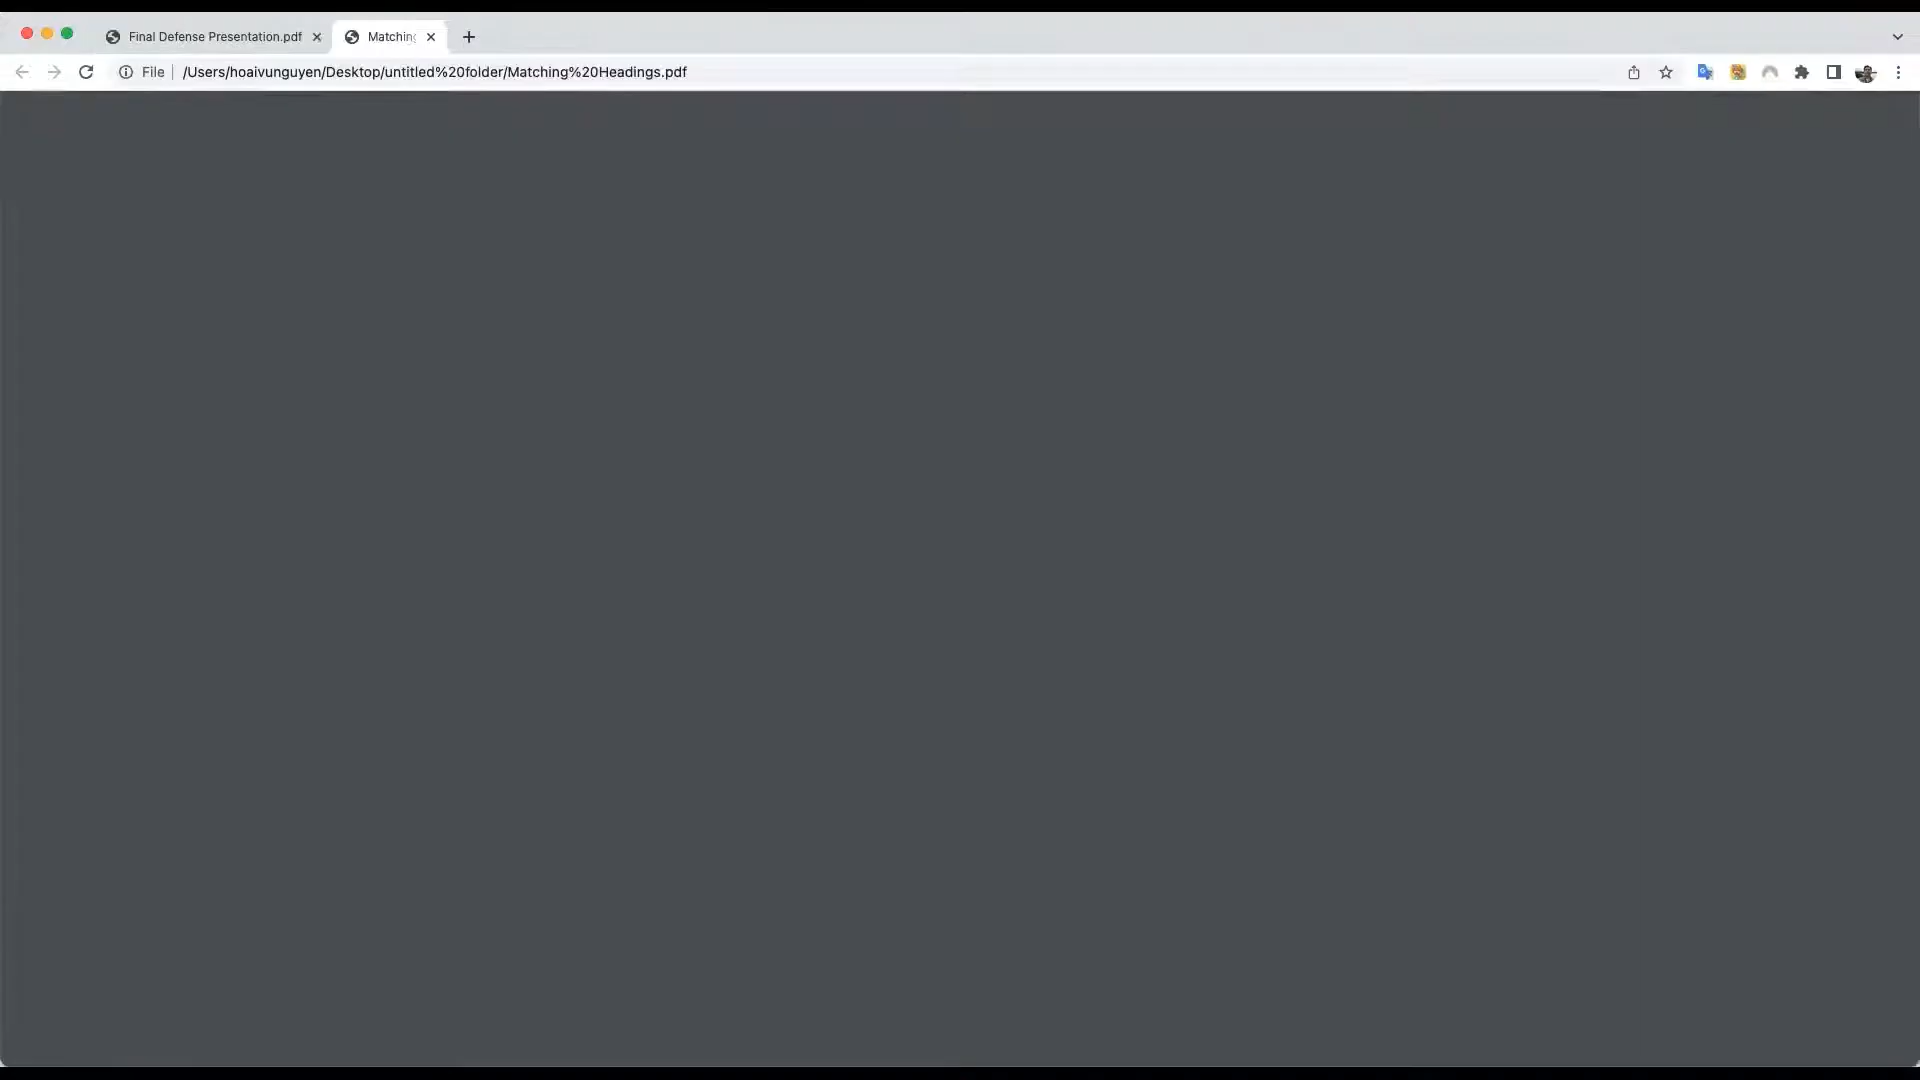 Final Defense Presentation.pdf
Matching
File
/Users/hoaivunguyen/Desktop/untitled%20folder/Matching%20Headings.pdf